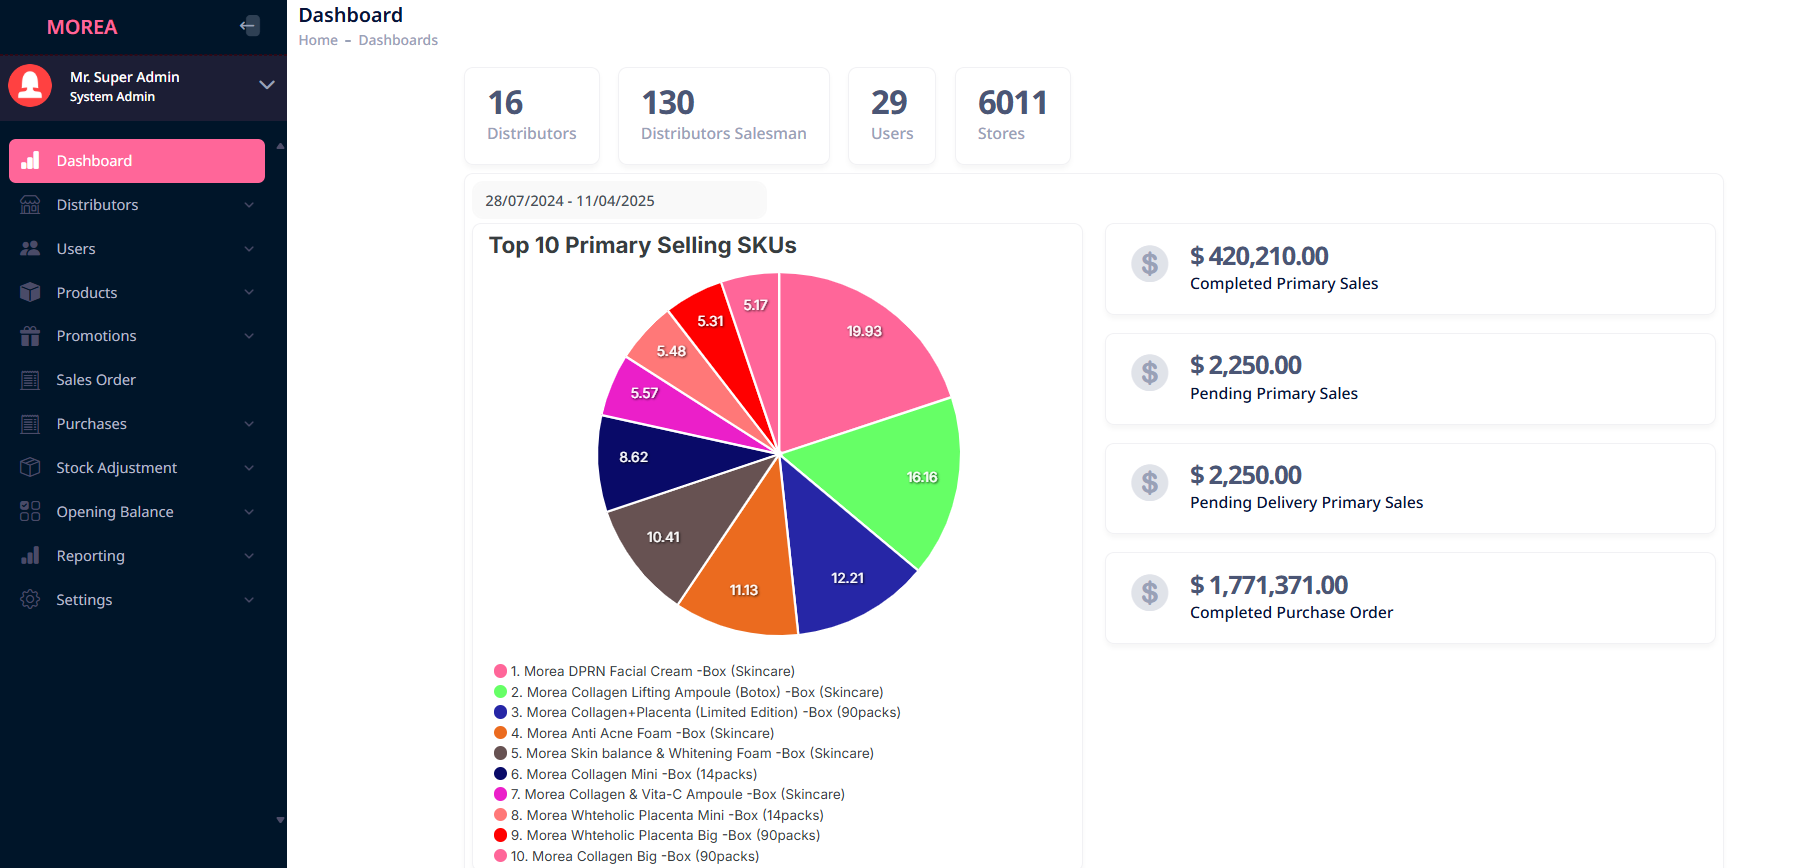 MOREA
Mr. Super Admin
System Admin
Dashboard
Distributors
Users
Products
Promotions
Sales Order
Purchases
Stock Adjustment
Opening Balance
Reporting
Settings
Dashboard
Home – Dashboards
16
Distributors
130
Distributors Salesman
29
Users
6011
Stores
28/07/2024 - 11/04/2025
Top 10 Primary Selling SKUs
19.93
16.16
12.21
11.13
10.41
8.62
5.57
5.48
5.31
5.17
1. Morea DPRN Facial Cream -Box (Skincare)
2. Morea Collagen Lifting Ampoule (Botox) -Box (Skincare)
3. Morea Collagen+Placenta (Limited Edition) -Box (90packs)
4. Morea Anti Acne Foam -Box (Skincare)
5. Morea Skin balance & Whitening Foam -Box (Skincare)
6. Morea Collagen Mini -Box (14packs)
7. Morea Collagen & Vita-C Ampoule -Box (Skincare)
8. Morea Whteholic Placenta Mini -Box (14packs)
9. Morea Whteholic Placenta Big -Box (90packs)
10. Morea Collagen Big -Box (90packs)
$ 420,210.00
Completed Primary Sales
$ 2,250.00
Pending Primary Sales
$ 2,250.00
Pending Delivery Primary Sales
$ 1,771,371.00
Completed Purchase Order